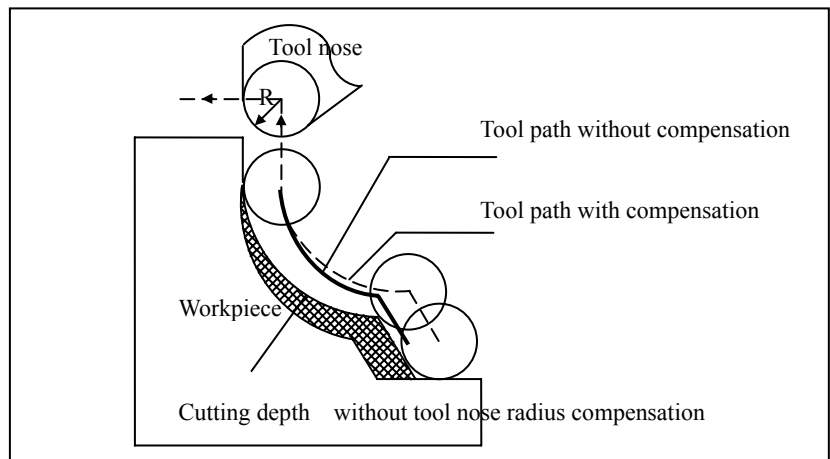 Tool nose
R
Tool path without compensation
Tool path with compensation
Workpiece
Cutting depth without tool nose radius compensation